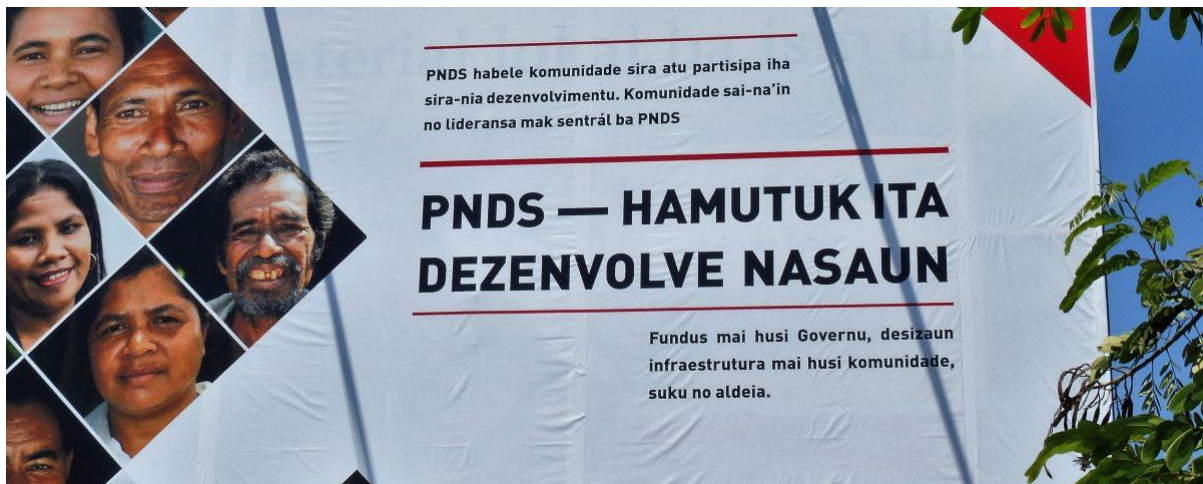 PNDS habele komunidade sira atu partisipa iha
sira-nia dezenvolvimentu. Komunidade sai-na'in
no lideransa mak sentrál ba PNDS
PNDS — HAMUTUK ITA
DEZENVOLVE NASAUN
Fundus mai husi Governu, desizaun
infraestrutura mai husi komunidade,
suku no aldeia.